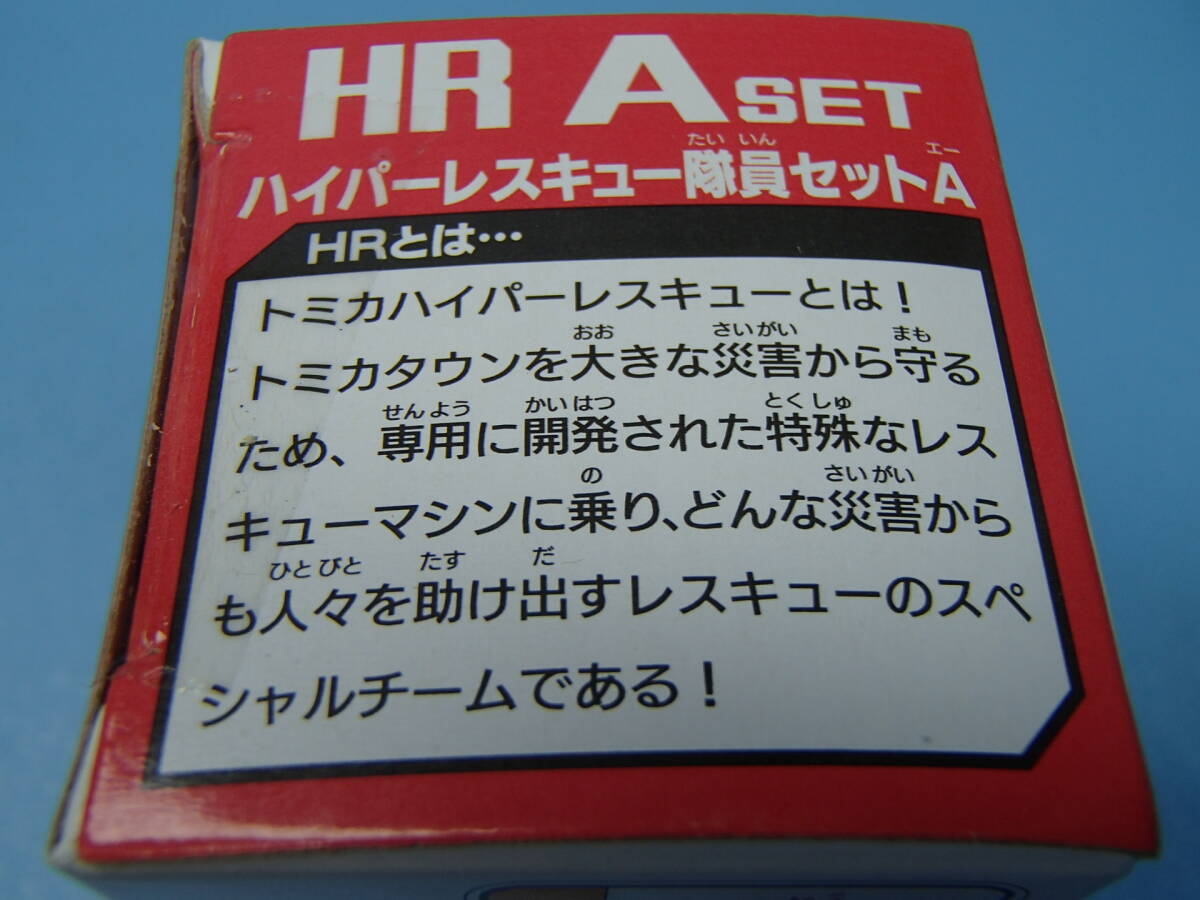 HR A SET
たい いん エー
ハイパーレスキュー隊員セットA
HRとは…
トミカハイパーレスキューとは！
おお さいがい まも
トミカタウンを大きな災害から守る
せんよう かいはつ とくしゅ
ため、専用に開発された特殊なレス
の さいがい
キューマシンに乗り、どんな災害から
ひとびと たす だ
も人々を助け出すレスキューのスペ
シャルチームである！